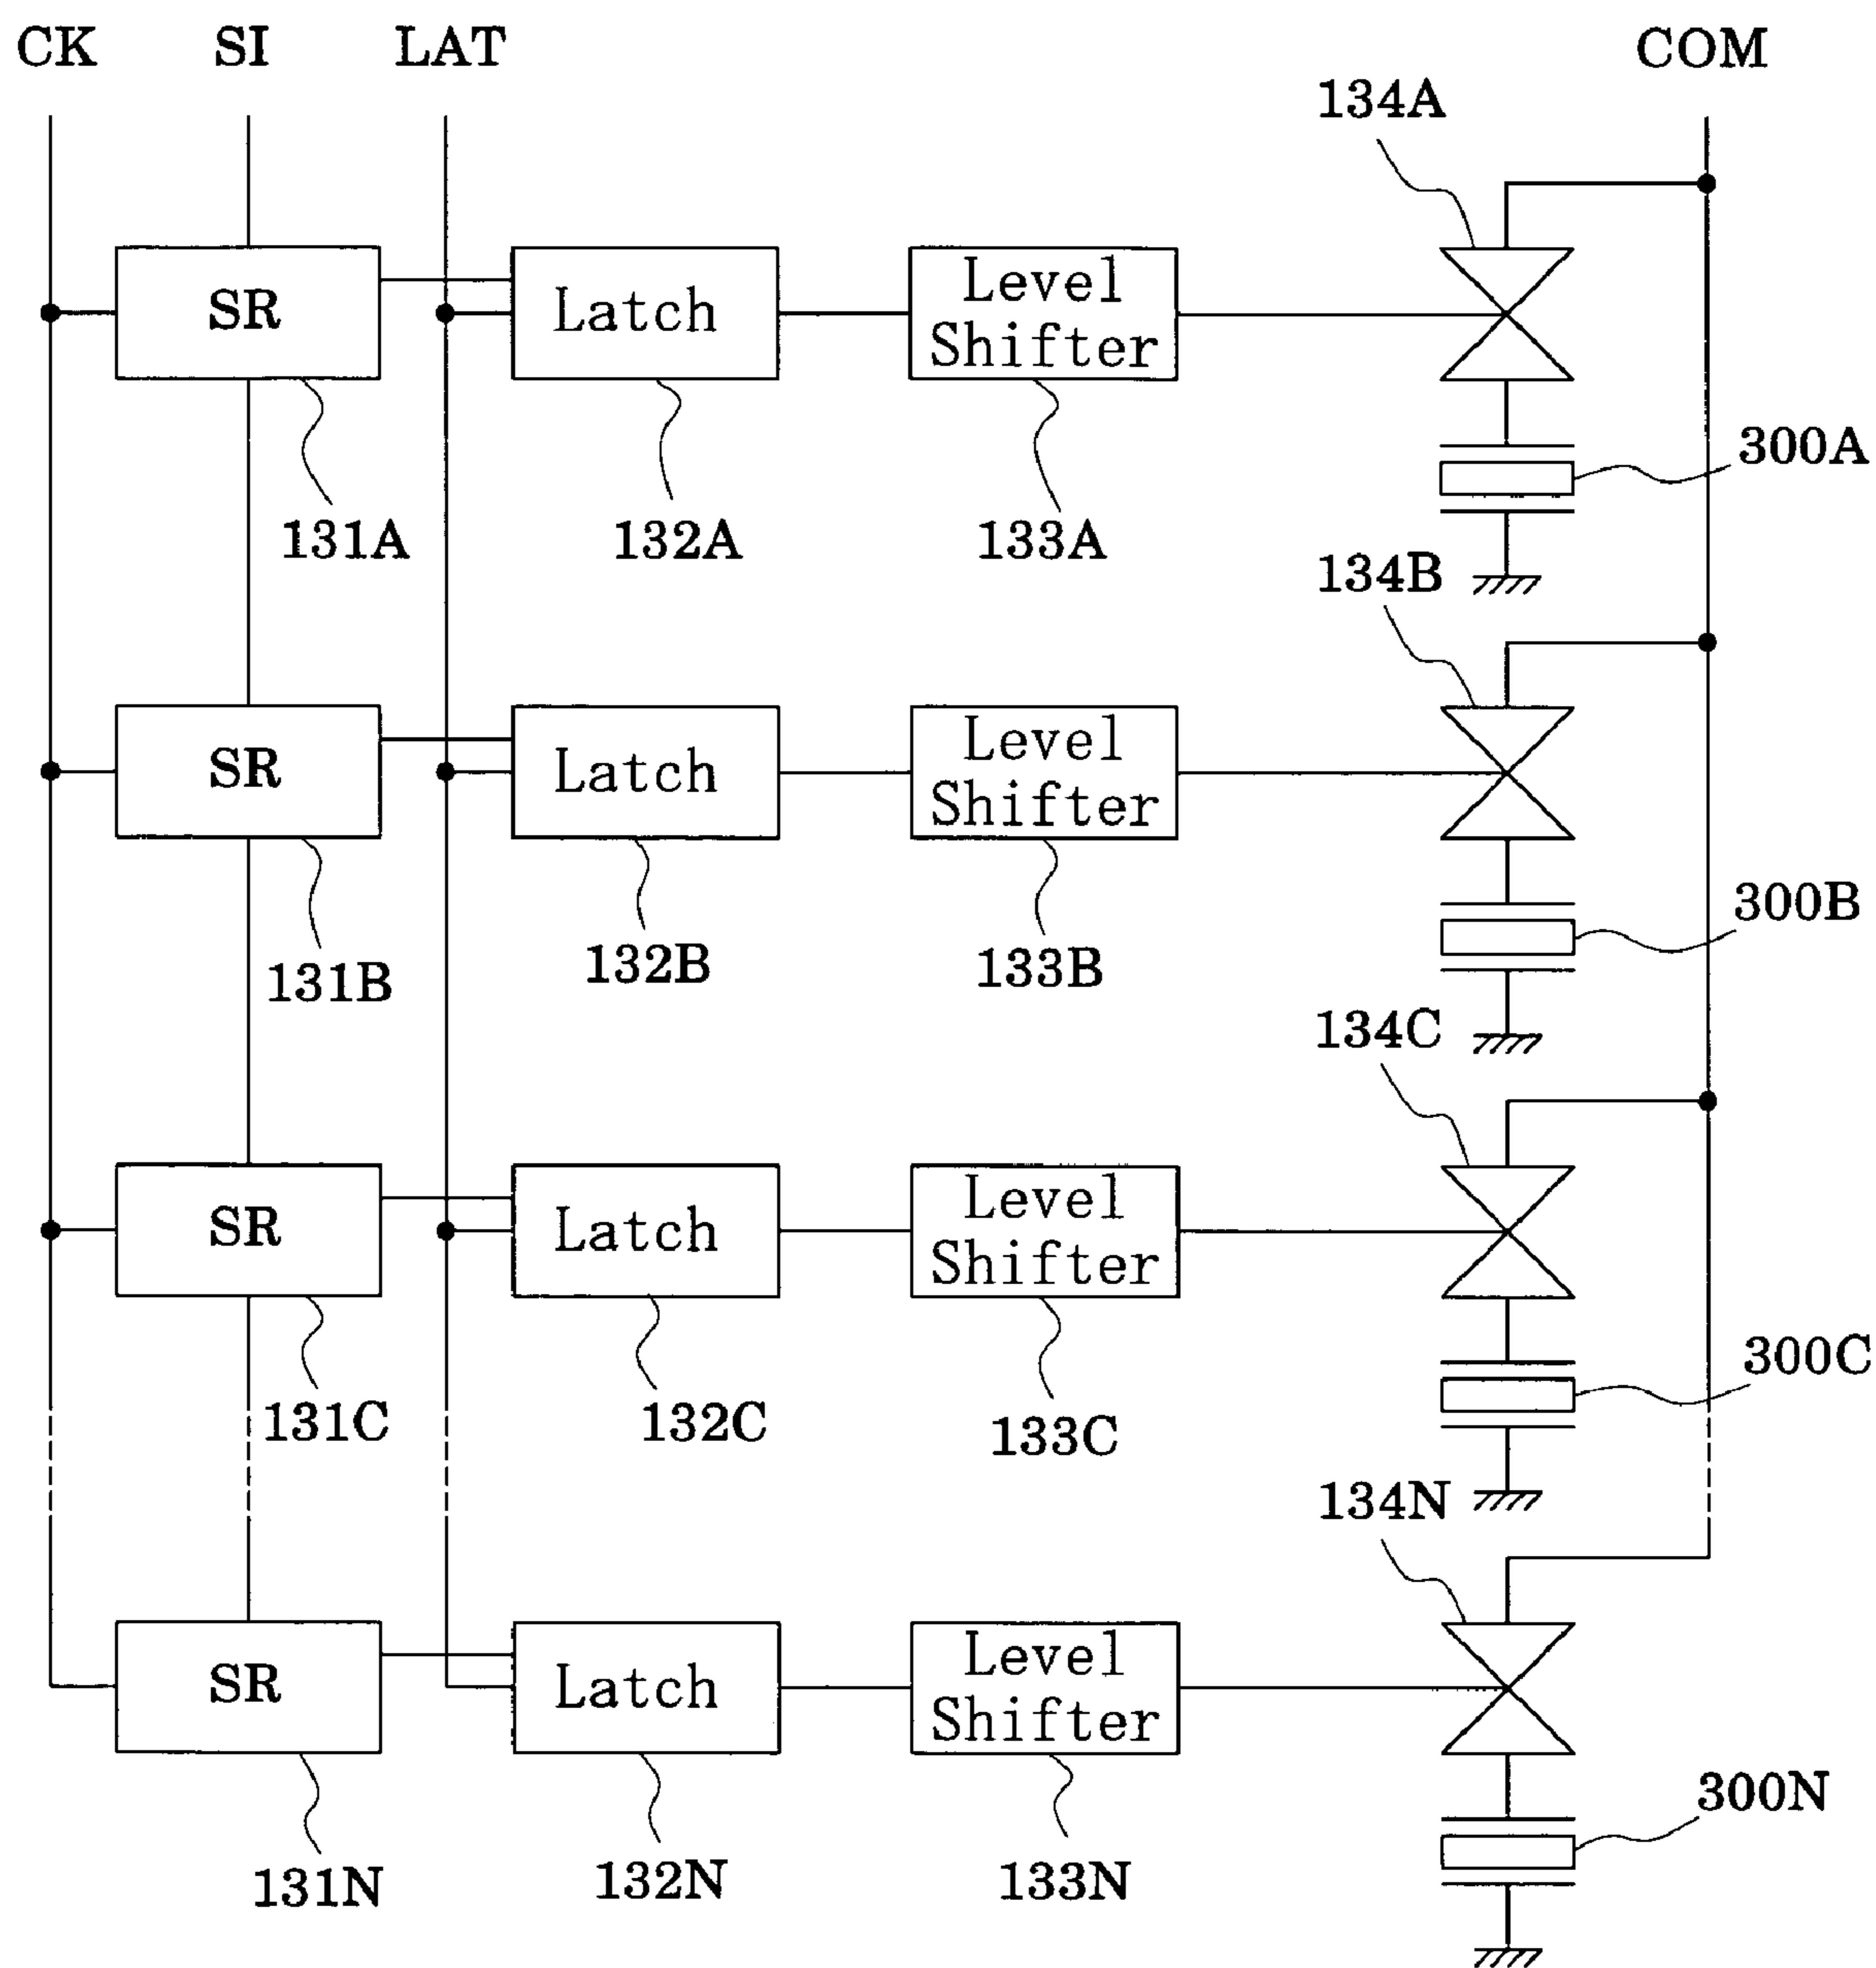 CK SI LAT COM
134A
SR Latch Level Shifter
300A
131A 132A 133A
134B
SR Latch Level Shifter
300B
131B 132B 133B
134C
SR Latch Level Shifter
300C
131C 132C 133C
134N
SR Latch Level Shifter
300N
131N 132N 133N